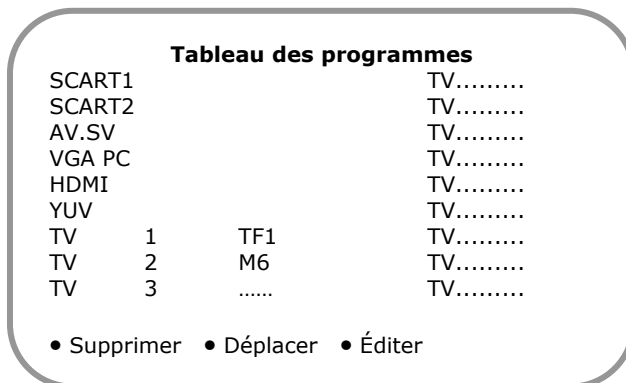 Tableau des programmes
SCART1 TV.........
SCART2 TV.........
AV.SV TV.........
VGA PC TV.........
HDMI TV.........
YUV TV.........
TV 1 TF1 TV.........
TV 2 M6 TV.........
TV 3 ...... TV.........
• Supprimer • Déplacer • Éditer